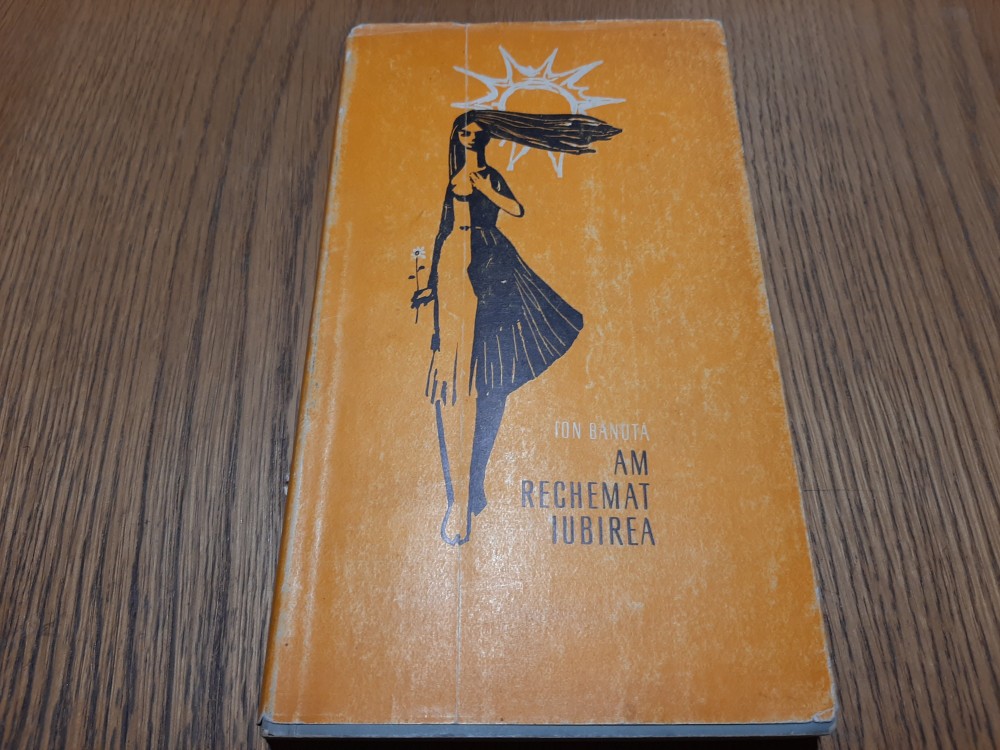 ION BĂNUȚĂ
AM
RECHEMAT
IUBIREA